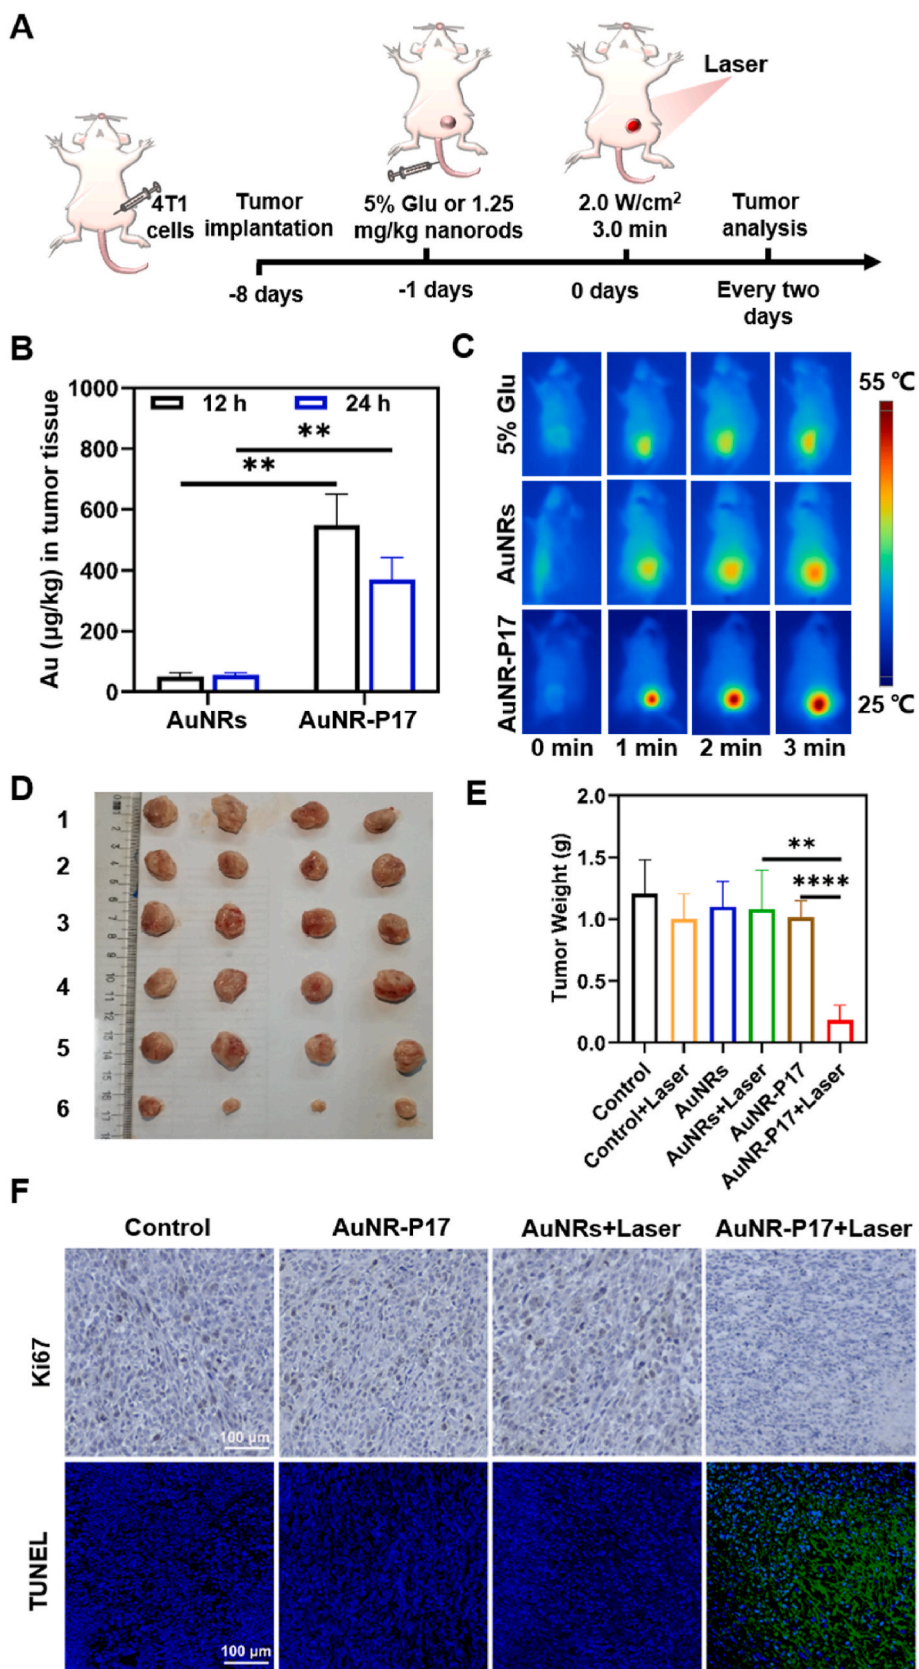 A
Laser
4T1
cells
Tumor
implantation
5% Glu or 1.25
mg/kg nanorods
2.0 W/cm²
3.0 min
Tumor
analysis
-8 days
-1 days
0 days
Every two
days
B
Au (μg/kg) in tumor tissue
1000
800
600
400
200
0
12 h
24 h
**
**
AuNRs
AuNR-P17
C
5% Glu
AuNRs
AuNR-P17
0 min
1 min
2 min
3 min
55 ℃
25 ℃
D
1
2
3
4
5
6
E
Tumor Weight (g)
2.0
1.5
1.0
0.5
0.0
**
****
Control
Control+Laser
AuNRs
AuNRs+Laser
AuNR-P17
AuNR-P17+Laser
F
Control
AuNR-P17
AuNRs+Laser
AuNR-P17+Laser
Ki67
100 μm
TUNEL
100 μm